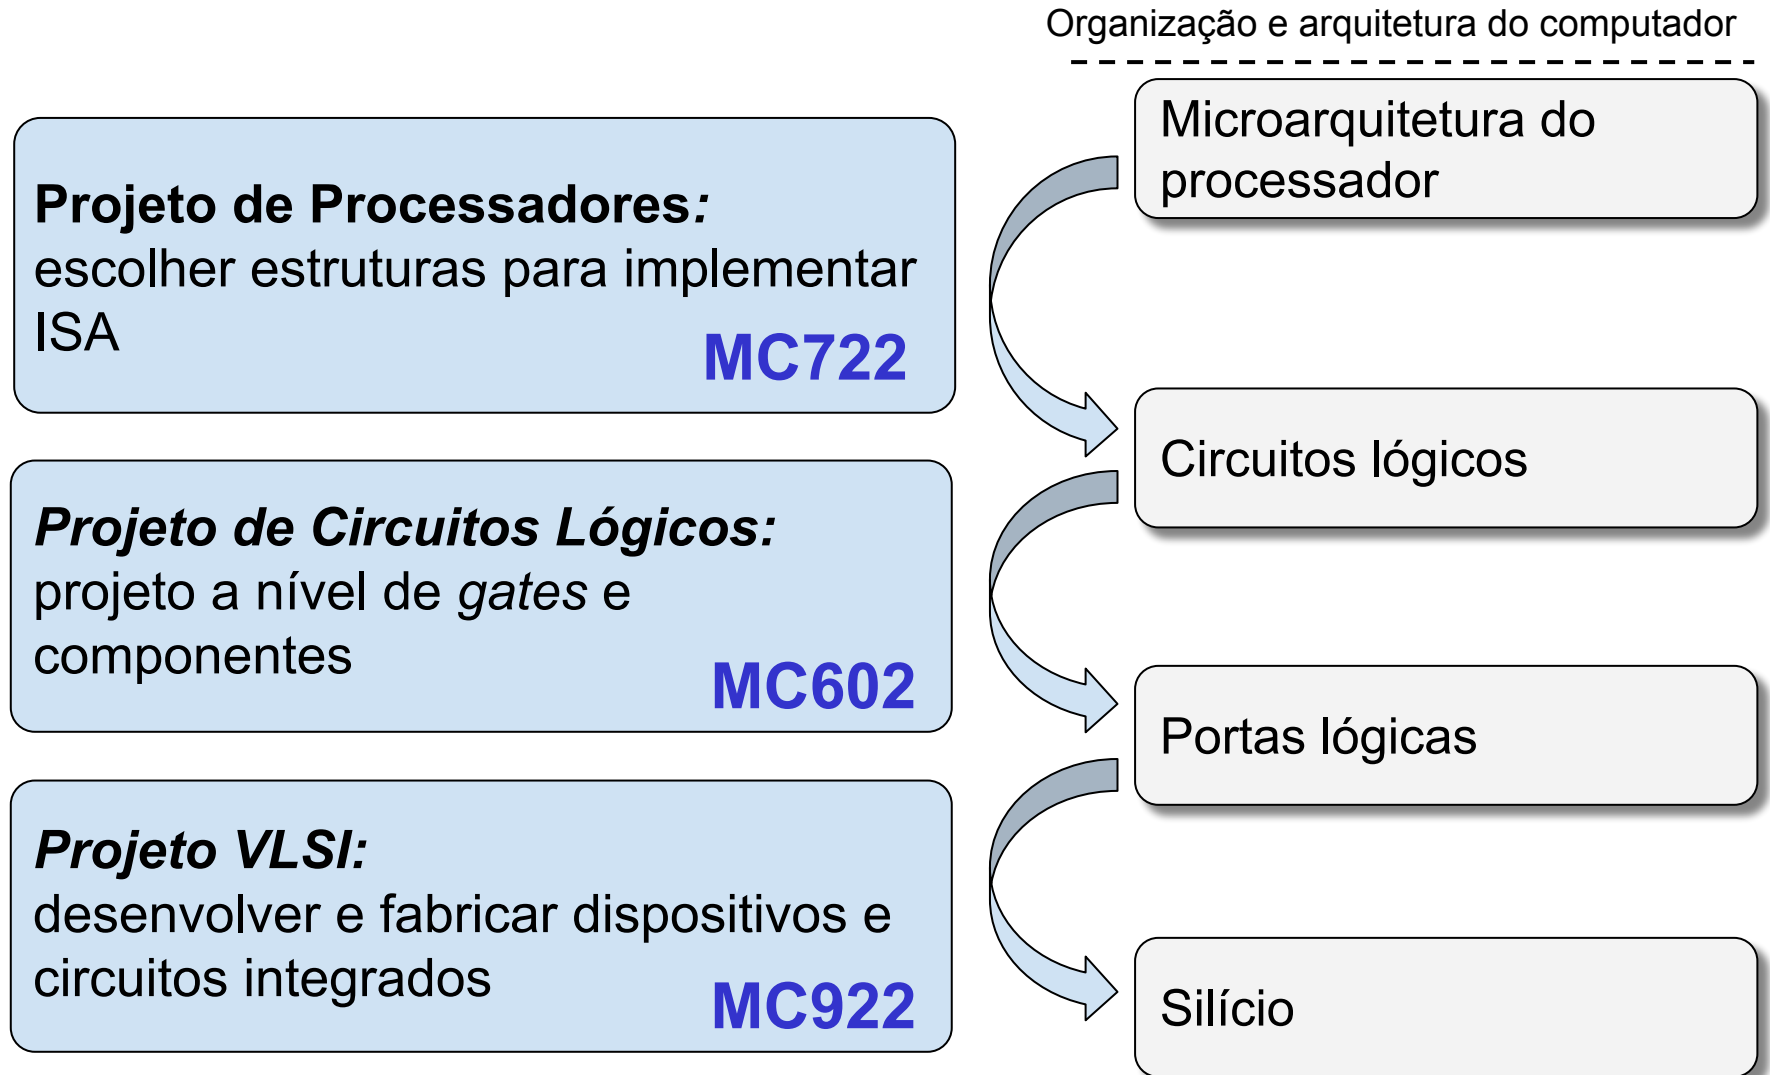 Organização e arquitetura do computador
Microarquitetura do
processador
Projeto de Processadores:
escolher estruturas para implementar
ISA
MC722
Circuitos lógicos
Projeto de Circuitos Lógicos:
projeto a nível de gates e
componentes
MC602
Portas lógicas
Projeto VLSI:
desenvolver e fabricar dispositivos e
circuitos integrados
MC922
Silício